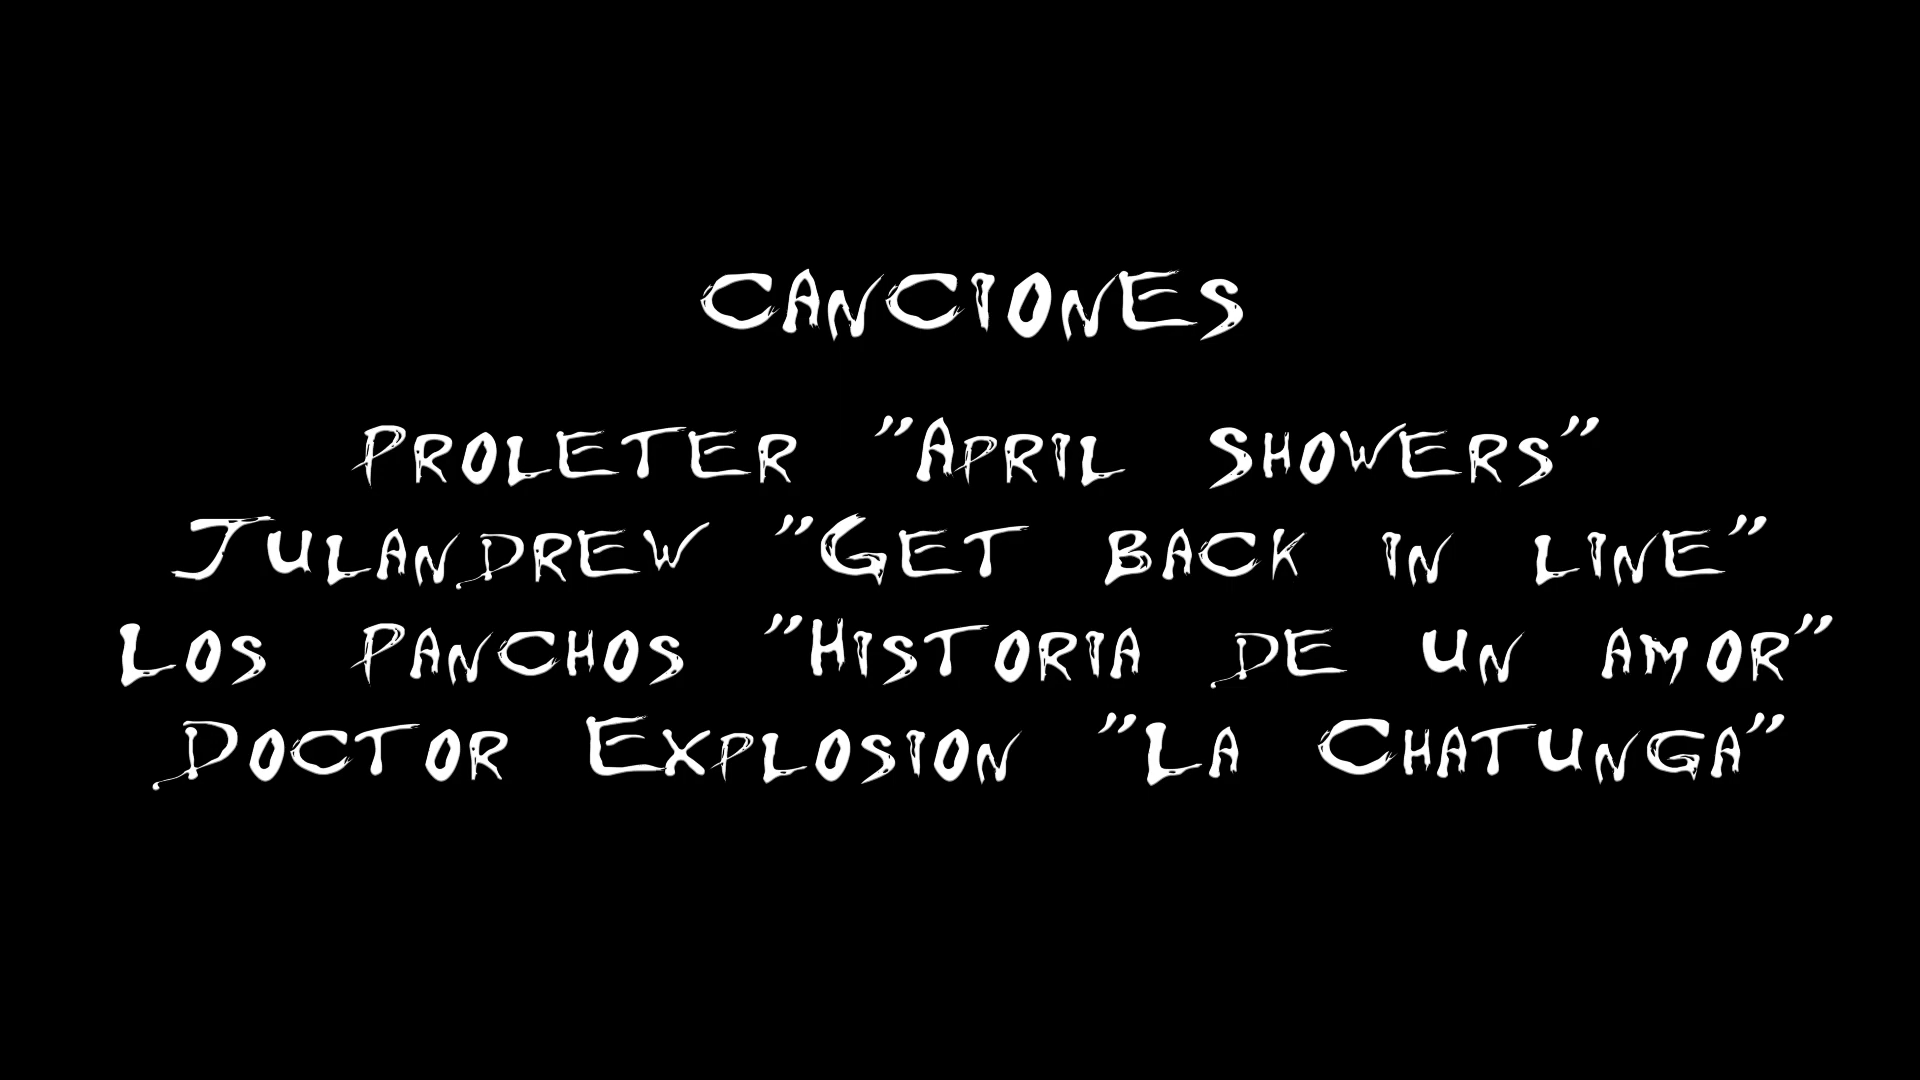 Canciones
Proleter "April Showers"
Julandrew "Get back in line"
Los Panchos "Historia de un amor"
Doctor Explosion "La Chatunga"